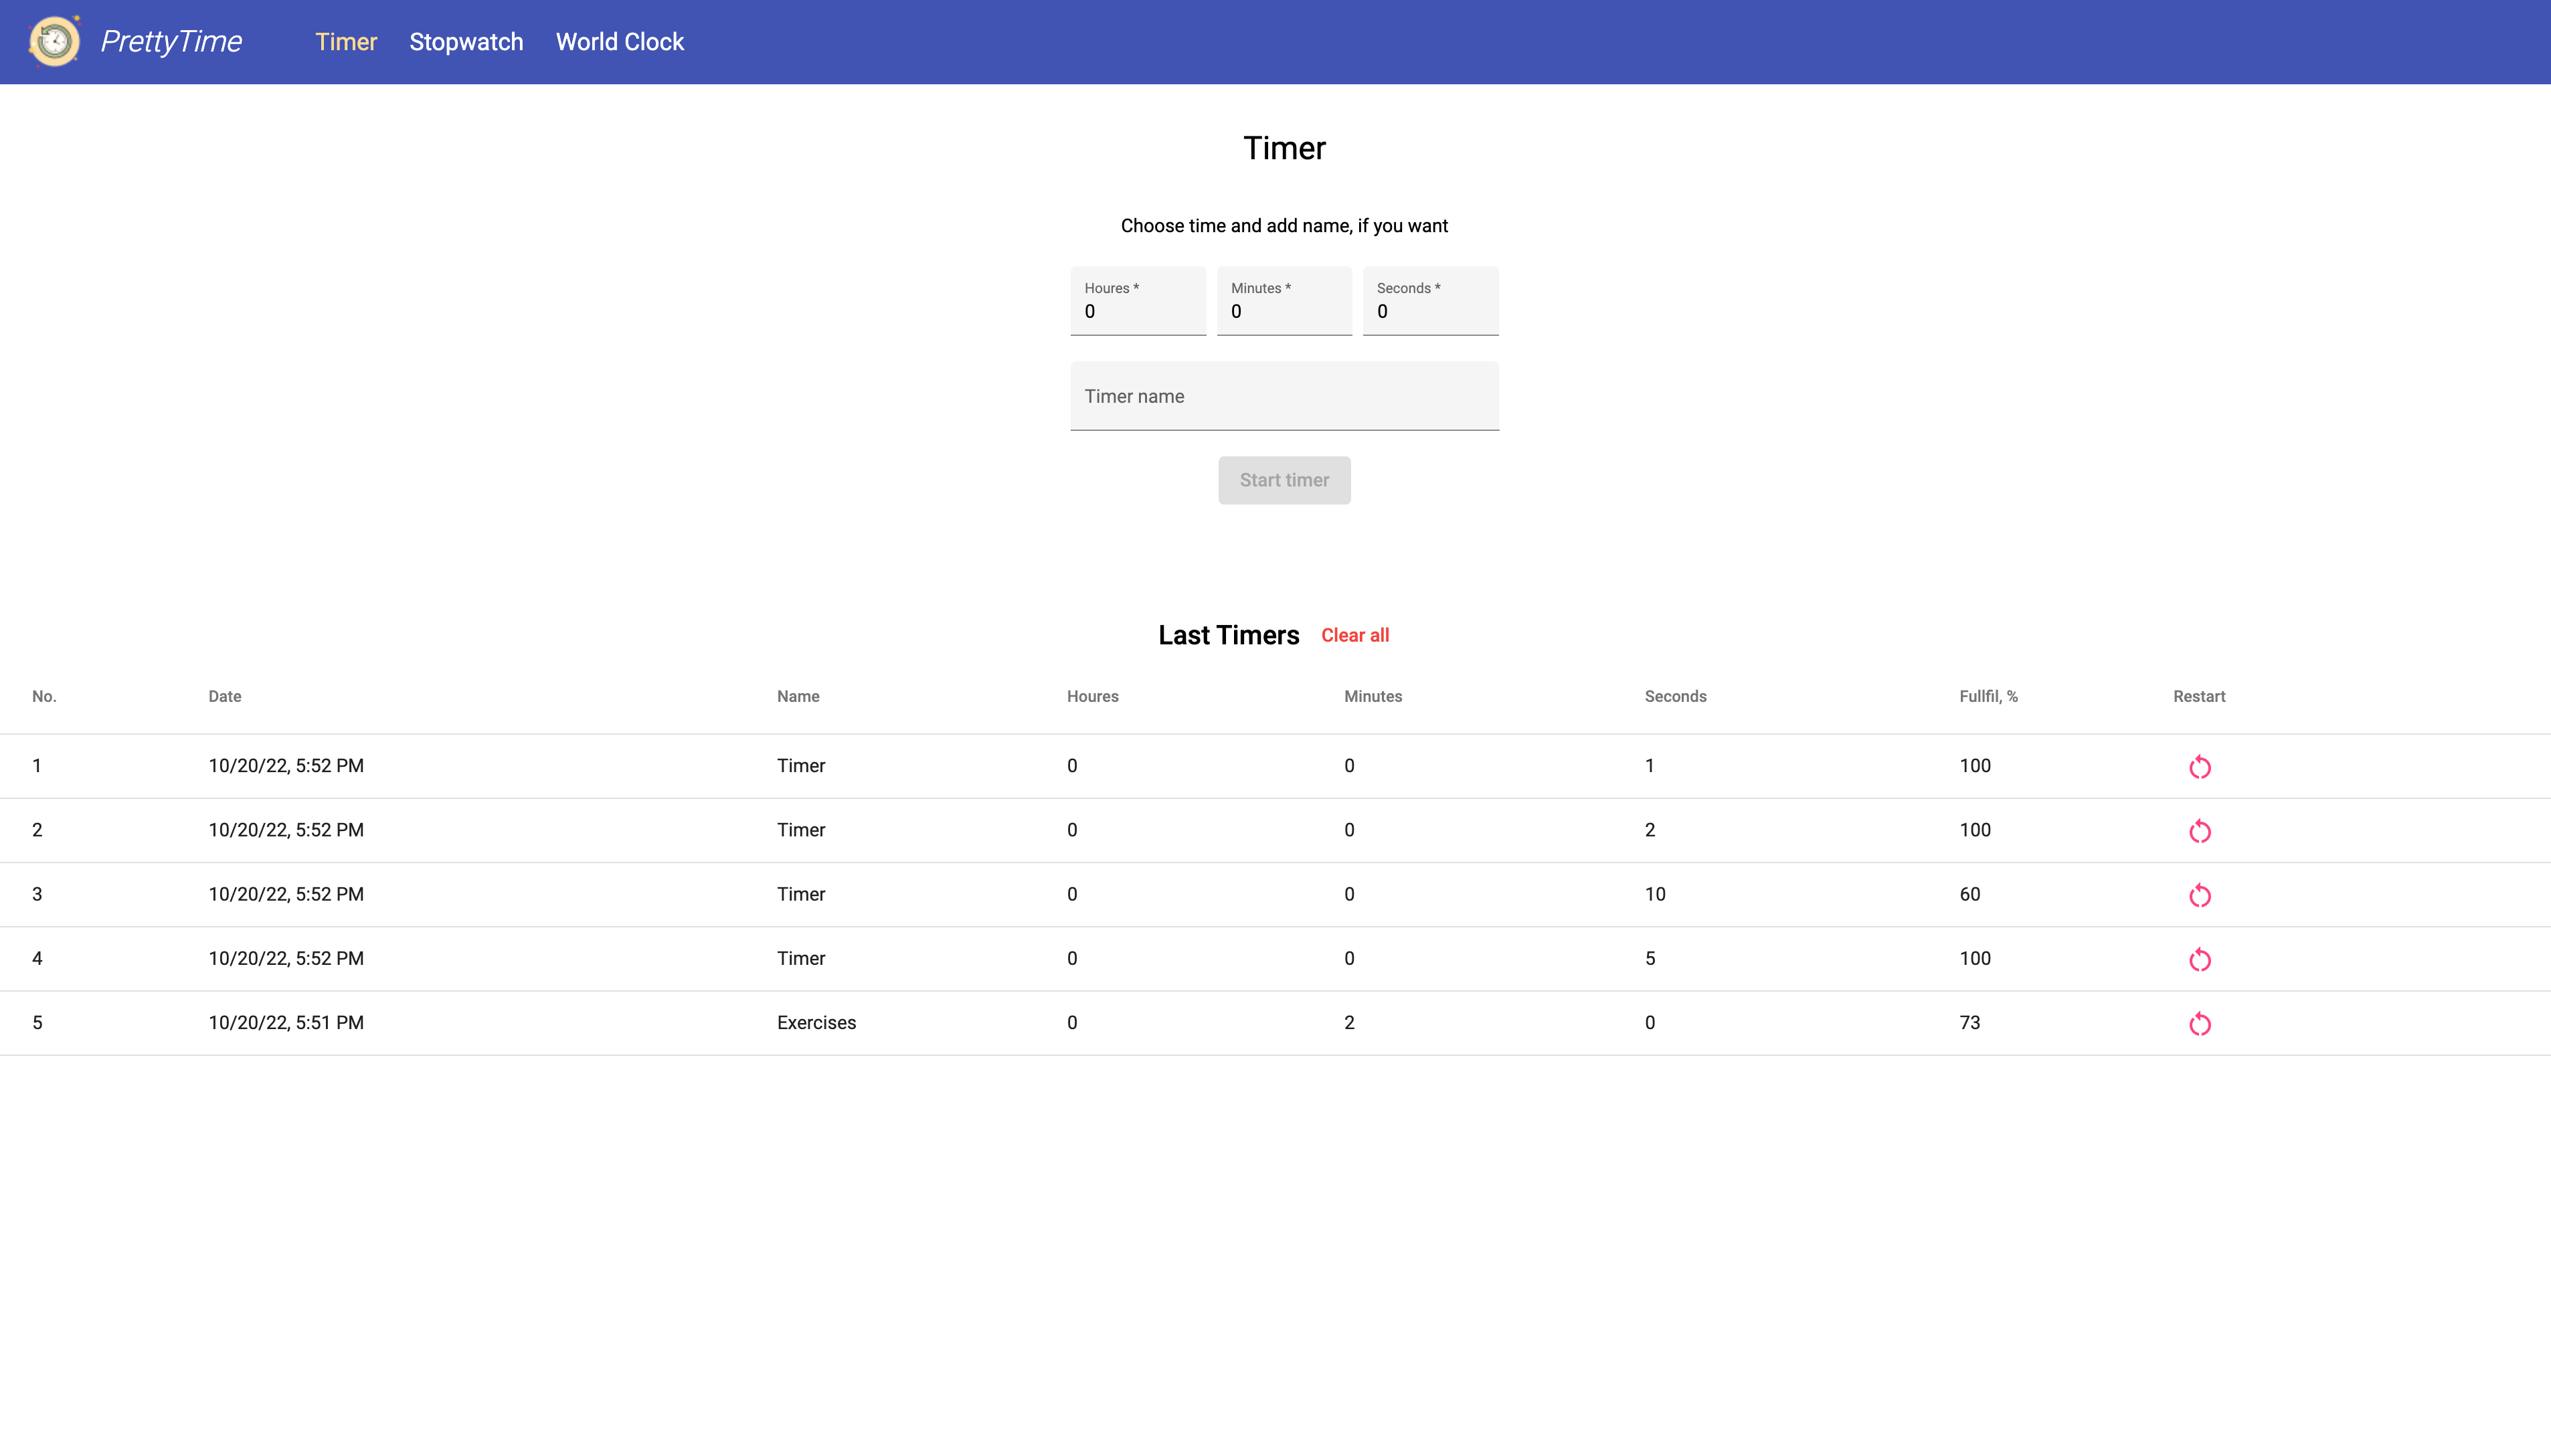 PrettyTime Timer Stopwatch World Clock
Timer
Choose time and add name, if you want
Houres * Minutes * Seconds *
0 0 0
Timer name
Start timer
Last Timers Clear all
No. Date Name Houres Minutes Seconds Fullfil, % Restart
1 10/20/22, 5:52 PM Timer 0 0 1 100
2 10/20/22, 5:52 PM Timer 0 0 2 100
3 10/20/22, 5:52 PM Timer 0 0 10 60
4 10/20/22, 5:52 PM Timer 0 0 5 100
5 10/20/22, 5:51 PM Exercises 0 2 0 73